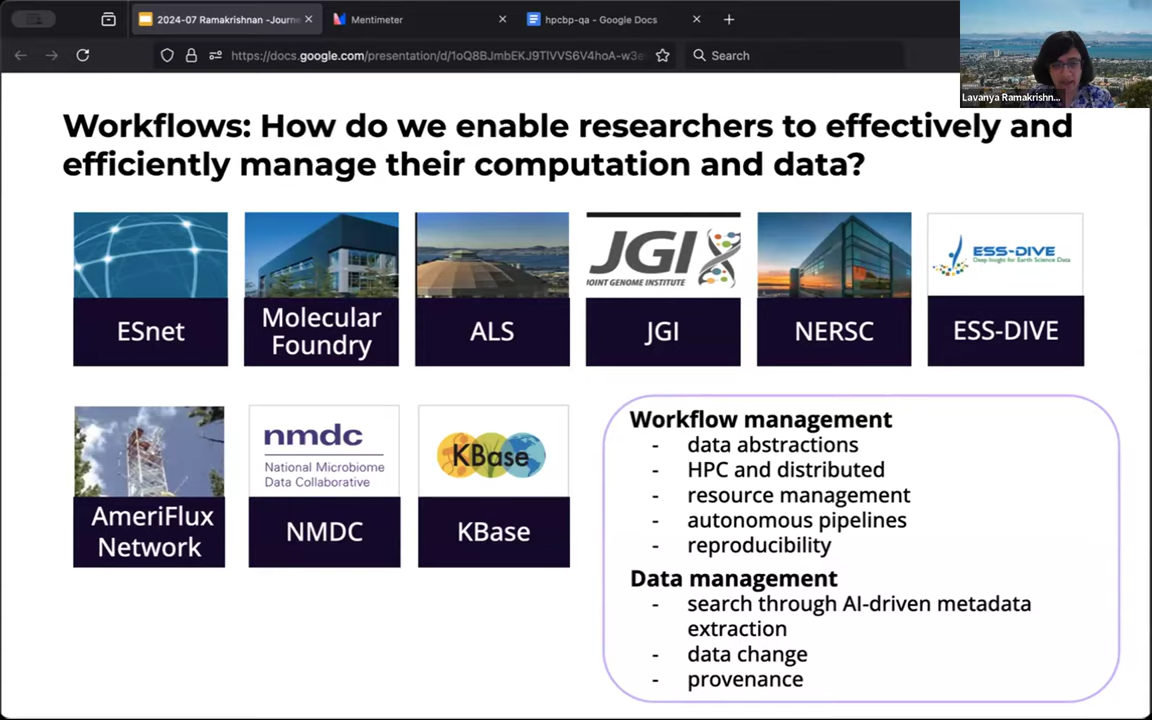 2024-07 Ramakrishnan -Journe
Mentimeter
hpcbp-qa - Google Docs
https://docs.google.com/presentation/d/1oQ8BJmbEKJ9TlVVS6V4hoA-w3e
Search
Lavanya Ramakrishn...
Workflows: How do we enable researchers to effectively and
efficiently manage their computation and data?
JGI
JOINT GENOME INSTITUTE
ESS-DIVE
Deep Insight for Earth Science Data
ESnet
Molecular
Foundry
ALS
JGI
NERSC
ESS-DIVE
nmdc
National Microbiome
Data Collaborative
KBase
AmeriFlux
Network
NMDC
KBase
Workflow management
- data abstractions
- HPC and distributed
- resource management
- autonomous pipelines
- reproducibility
Data management
- search through AI-driven metadata
extraction
- data change
- provenance